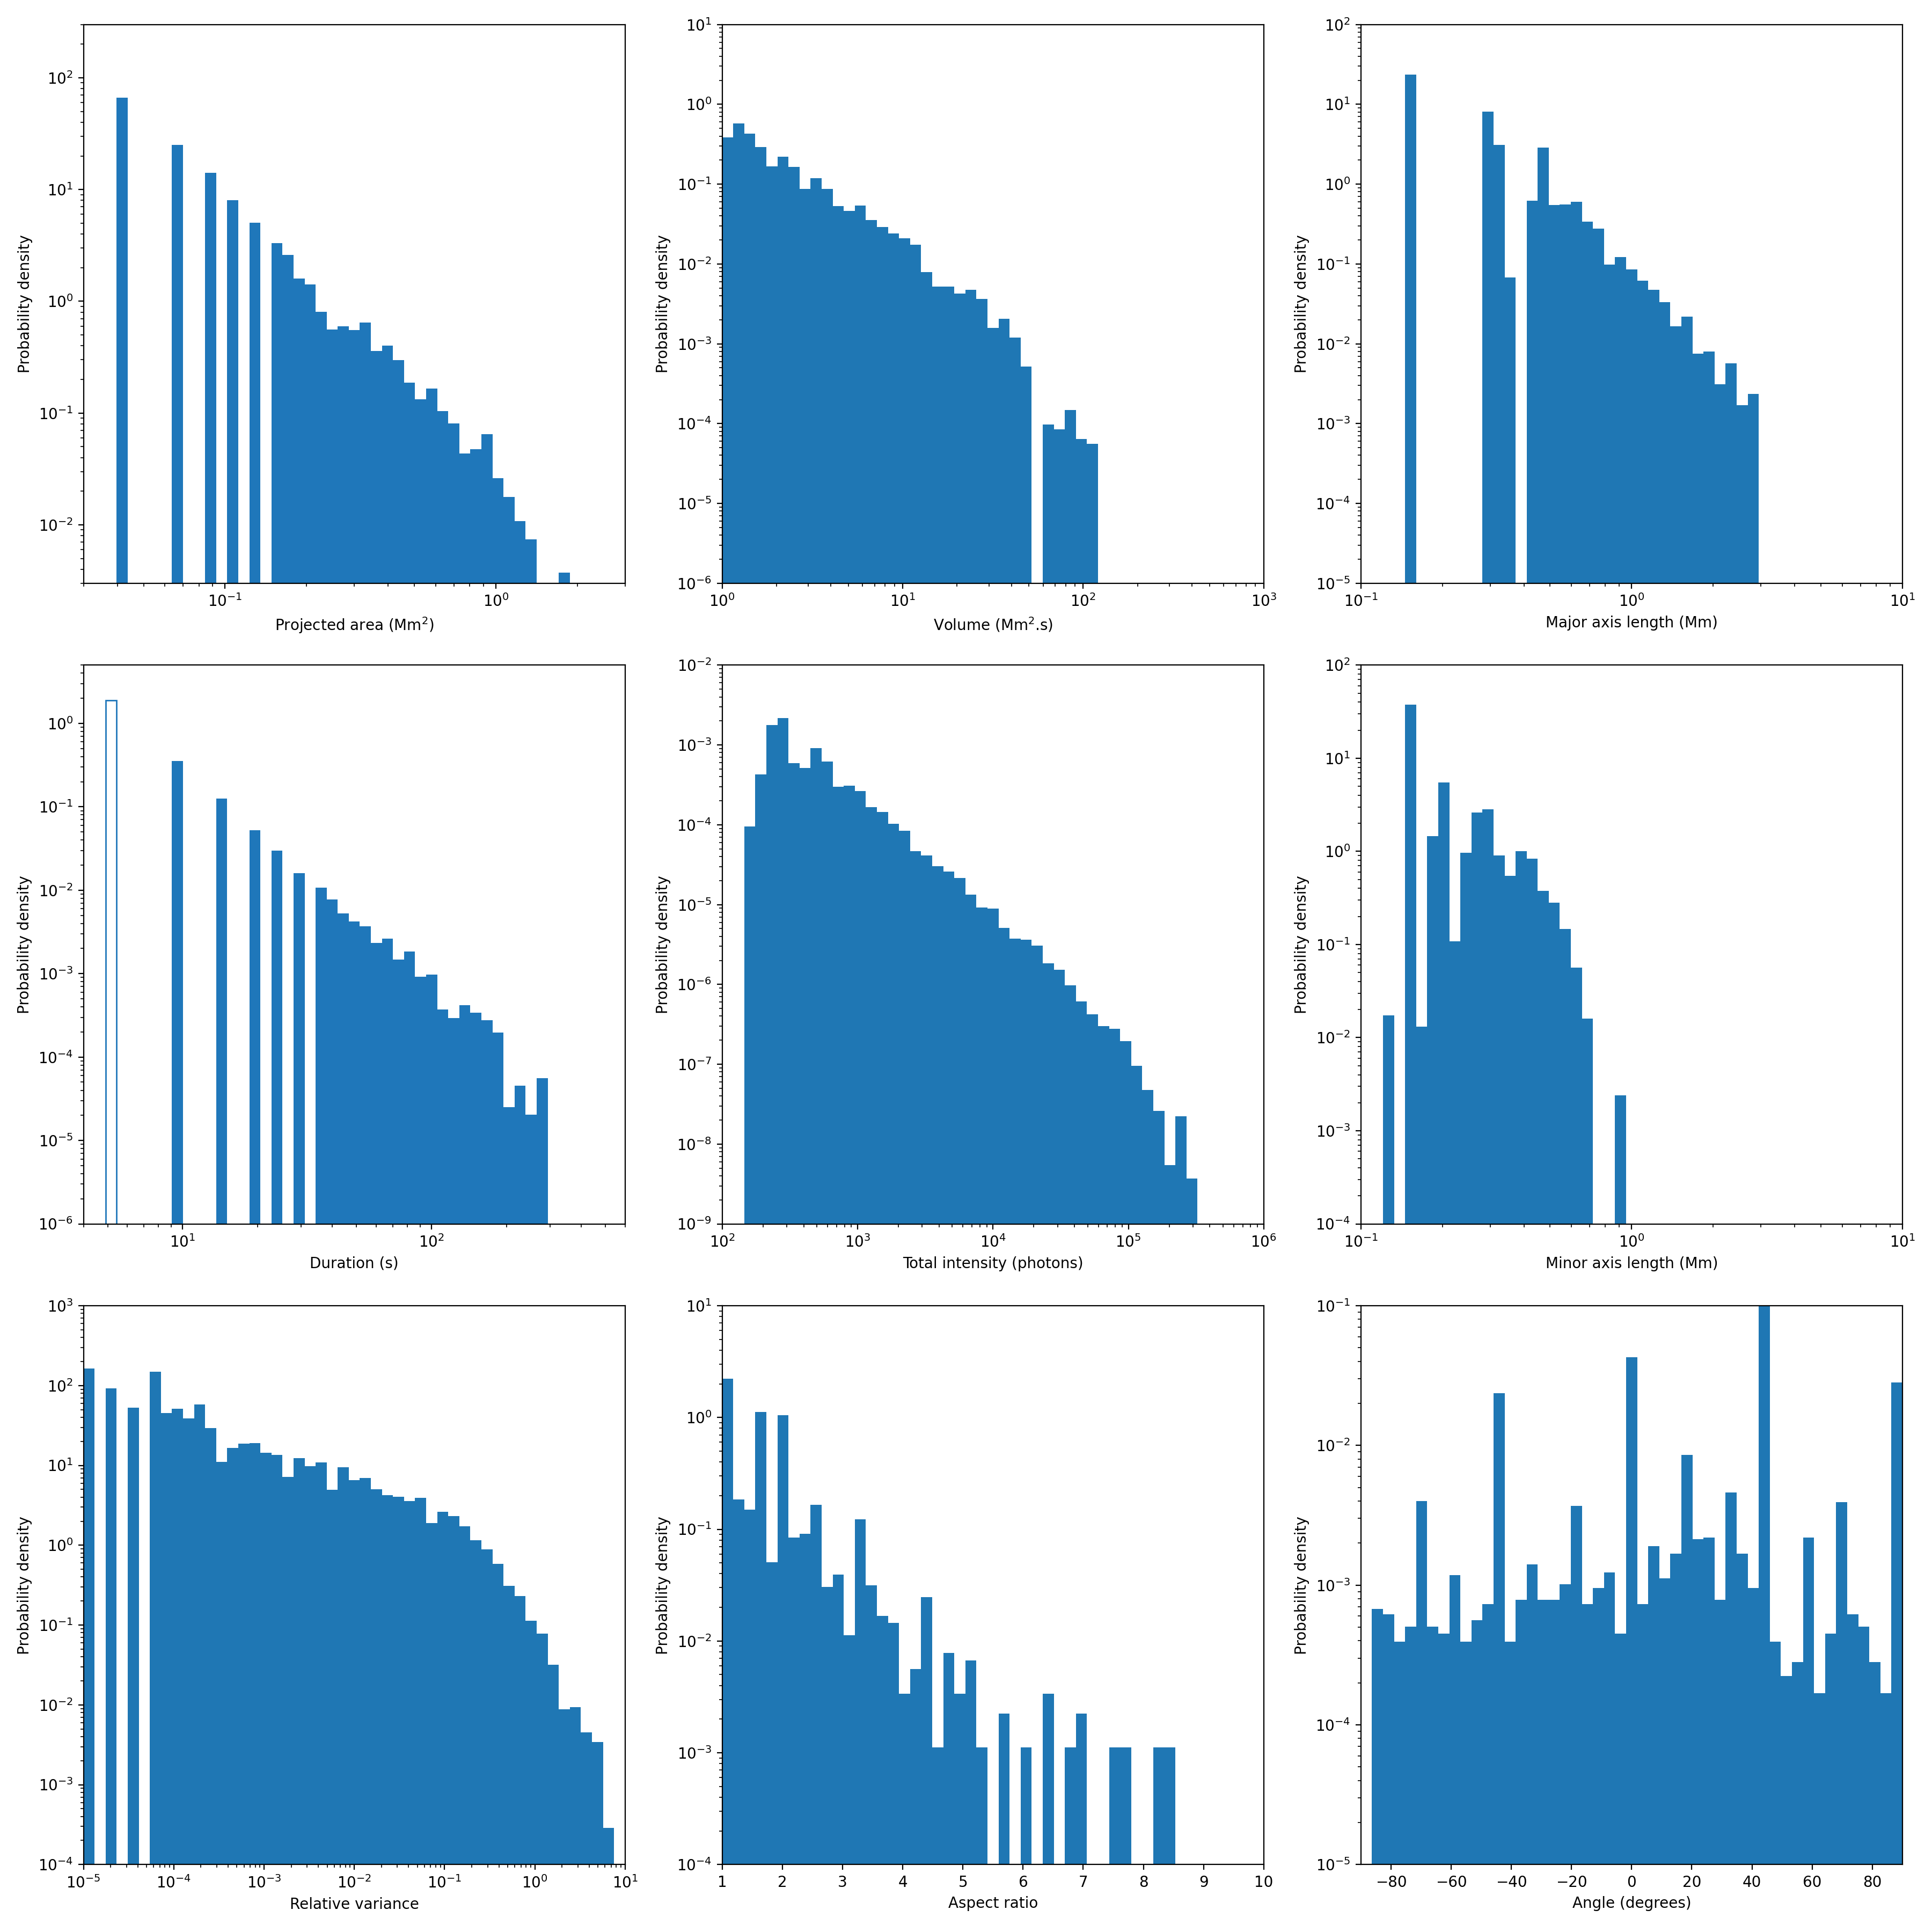 10²
10¹
10⁰
10⁻¹
10⁻²
Probability density
10⁻¹ 10⁰
Projected area (Mm²)
10¹
10⁰
10⁻¹
10⁻²
10⁻³
10⁻⁴
10⁻⁵
10⁻⁶
Probability density
10⁰ 10¹ 10² 10³
Volume (Mm².s)
10²
10¹
10⁰
10⁻¹
10⁻²
10⁻³
10⁻⁴
10⁻⁵
Probability density
10⁻¹ 10⁰ 10¹
Major axis length (Mm)
10⁰
10⁻¹
10⁻²
10⁻³
10⁻⁴
10⁻⁵
10⁻⁶
Probability density
10¹ 10²
Duration (s)
10⁻²
10⁻³
10⁻⁴
10⁻⁵
10⁻⁶
10⁻⁷
10⁻⁸
10⁻⁹
Probability density
10² 10³ 10⁴ 10⁵ 10⁶
Total intensity (photons)
10²
10¹
10⁰
10⁻¹
10⁻²
10⁻³
10⁻⁴
Probability density
10⁻¹ 10⁰ 10¹
Minor axis length (Mm)
10³
10²
10¹
10⁰
10⁻¹
10⁻²
10⁻³
10⁻⁴
Probability density
10⁻⁵ 10⁻⁴ 10⁻³ 10⁻² 10⁻¹ 10⁰ 10¹
Relative variance
10¹
10⁰
10⁻¹
10⁻²
10⁻³
10⁻⁴
Probability density
1 2 3 4 5 6 7 8 9 10
Aspect ratio
10⁻¹
10⁻²
10⁻³
10⁻⁴
10⁻⁵
Probability density
−80 −60 −40 −20 0 20 40 60 80
Angle (degrees)